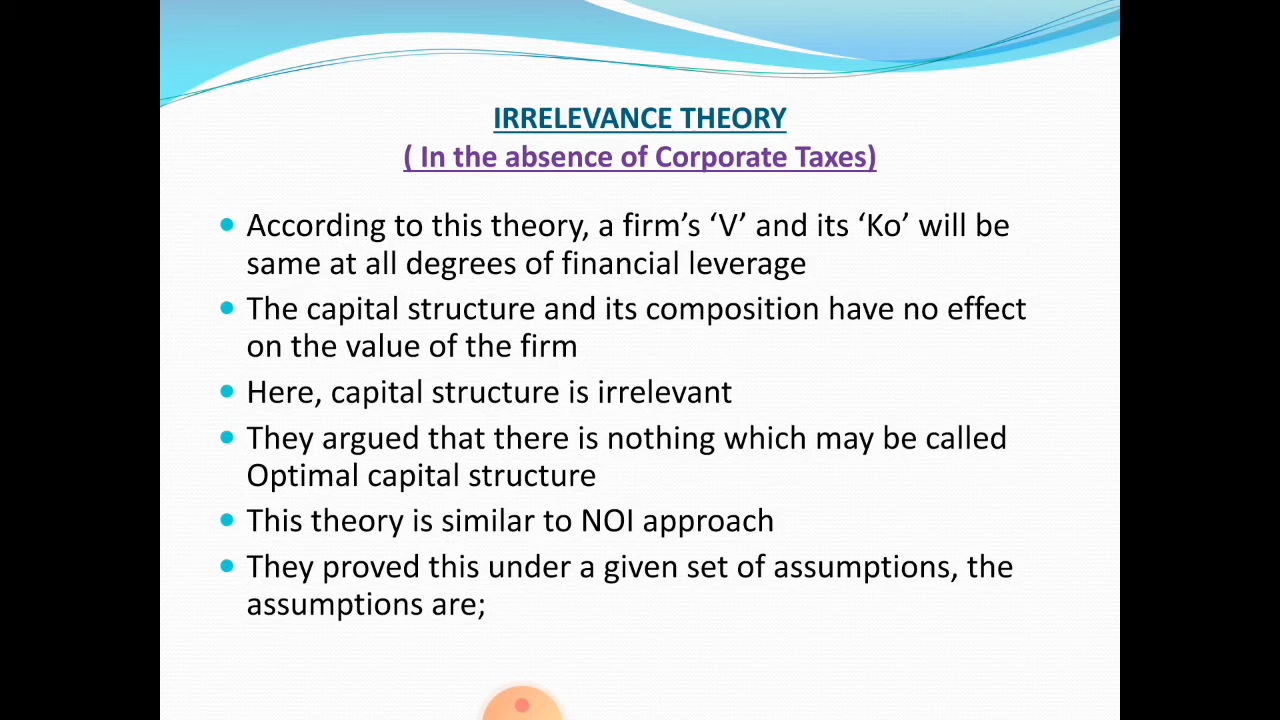 IRRELEVANCE THEORY
( In the absence of Corporate Taxes)
• According to this theory, a firm’s ‘V’ and its ‘Ko’ will be
same at all degrees of financial leverage
• The capital structure and its composition have no effect
on the value of the firm
• Here, capital structure is irrelevant
• They argued that there is nothing which may be called
Optimal capital structure
• This theory is similar to NOI approach
• They proved this under a given set of assumptions, the
assumptions are;